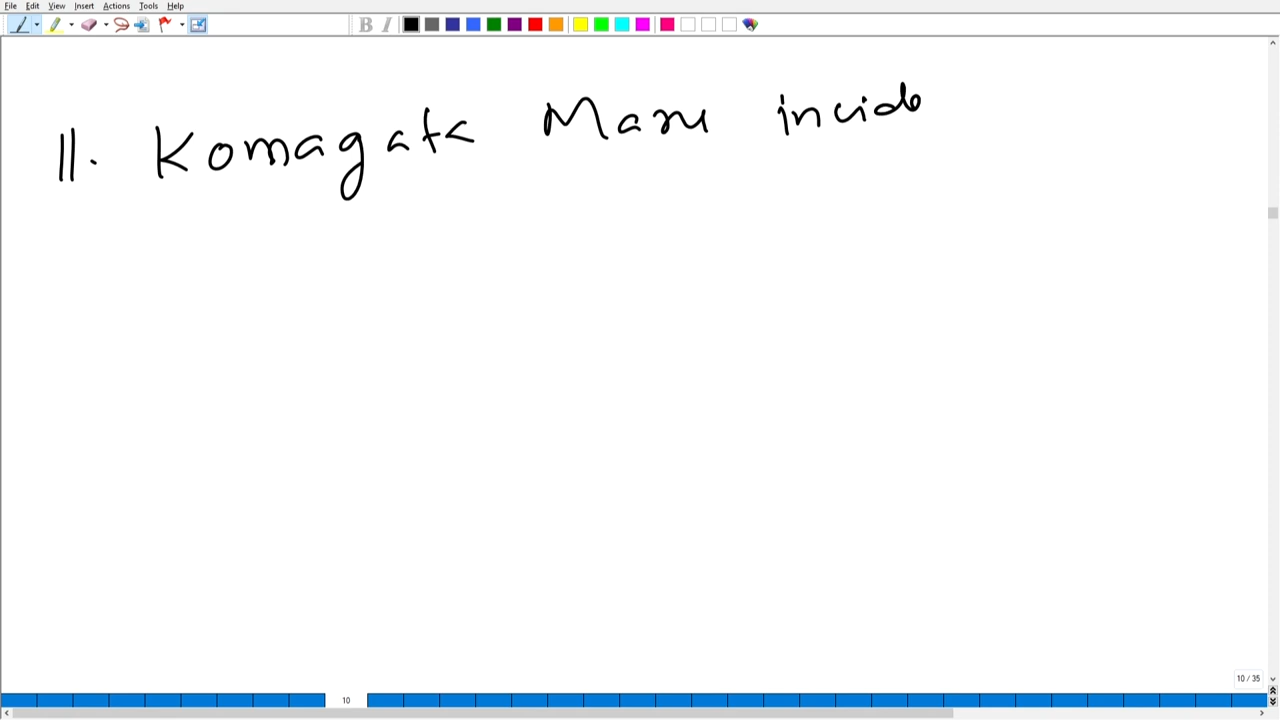 File Edit View Insert Actions Tools Help
B I
11. Komagata Maru incide
10 / 35
10